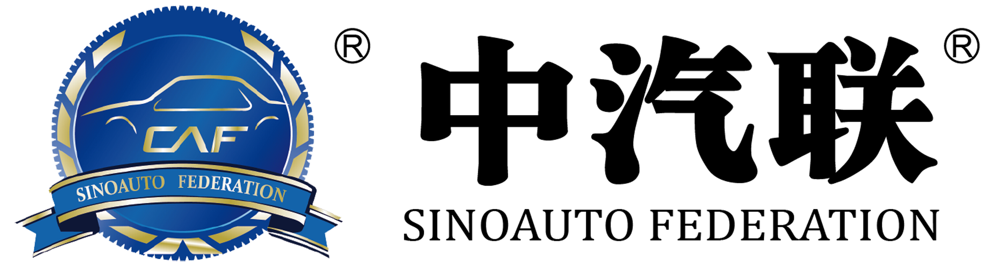 CAF
SINOAUTO FEDERATION
®
中汽联®
SINOAUTO FEDERATION